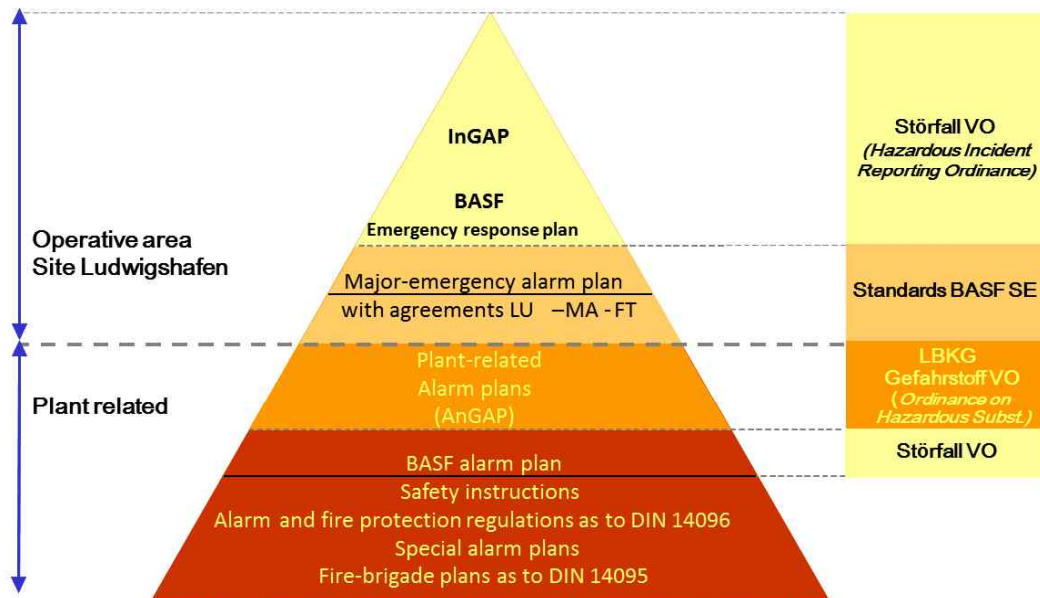 InGAP
BASF
Emergency response plan
Major-emergency alarm plan
with agreements LU –MA - FT
Plant-related
Alarm plans
(AnGAP)
BASF alarm plan
Safety instructions
Alarm and fire protection regulations as to DIN 14096
Special alarm plans
Fire-brigade plans as to DIN 14095
Operative area
Site Ludwigshafen
Plant related
Störfall VO
(Hazardous Incident
Reporting Ordinance)
Standards BASF SE
LBKG
Gefahrstoff VO
(Ordinance on
Hazardous Subst.)
Störfall VO